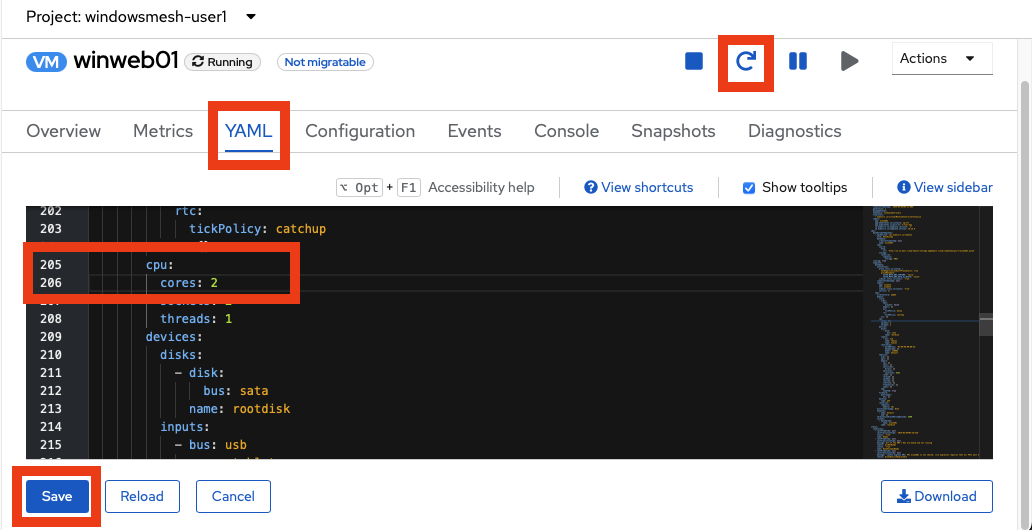 Project: windowsmesh-user1
VM winweb01 Running Not migratable Actions
Overview Metrics YAML Configuration Events Console Snapshots Diagnostics
⌥ Opt + F1 Accessibility help View shortcuts Show tooltips View sidebar
202 rtc:
203 tickPolicy: catchup
205 cpu:
206 cores: 2
208 threads: 1
209 devices:
210 disks:
211 - disk:
212 bus: sata
213 name: rootdisk
214 inputs:
215 - bus: usb
Save Reload Cancel Download